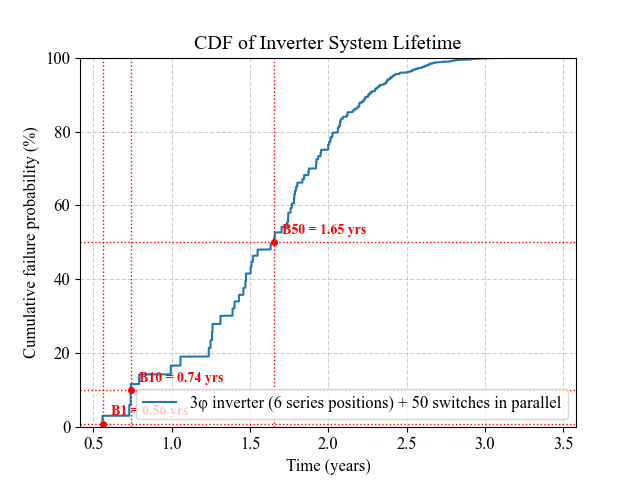 CDF of Inverter System Lifetime
Cumulative failure probability (%)
100
80
60
40
20
0
B50 = 1.65 yrs
B10 = 0.74 yrs
B1 = 0.56 yrs
3φ inverter (6 series positions) + 50 switches in parallel
0.5 1.0 1.5 2.0 2.5 3.0 3.5
Time (years)